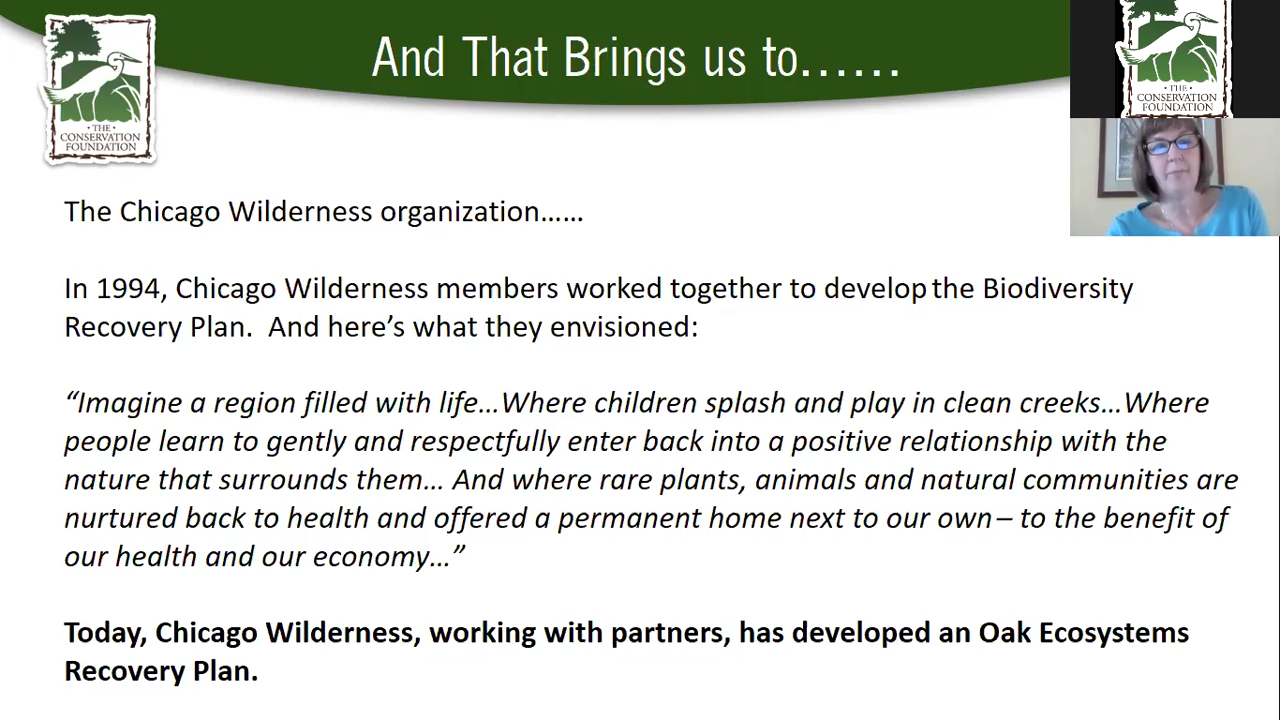 And That Brings us to......
• THE •
CONSERVATION
FOUNDATION
• THE •
CONSERVATION
FOUNDATION
The Chicago Wilderness organization……
In 1994, Chicago Wilderness members worked together to develop the Biodiversity
Recovery Plan.  And here’s what they envisioned:
“Imagine a region filled with life…Where children splash and play in clean creeks…Where
people learn to gently and respectfully enter back into a positive relationship with the
nature that surrounds them… And where rare plants, animals and natural communities are
nurtured back to health and offered a permanent home next to our own – to the benefit of
our health and our economy…”
Today, Chicago Wilderness, working with partners, has developed an Oak Ecosystems
Recovery Plan.